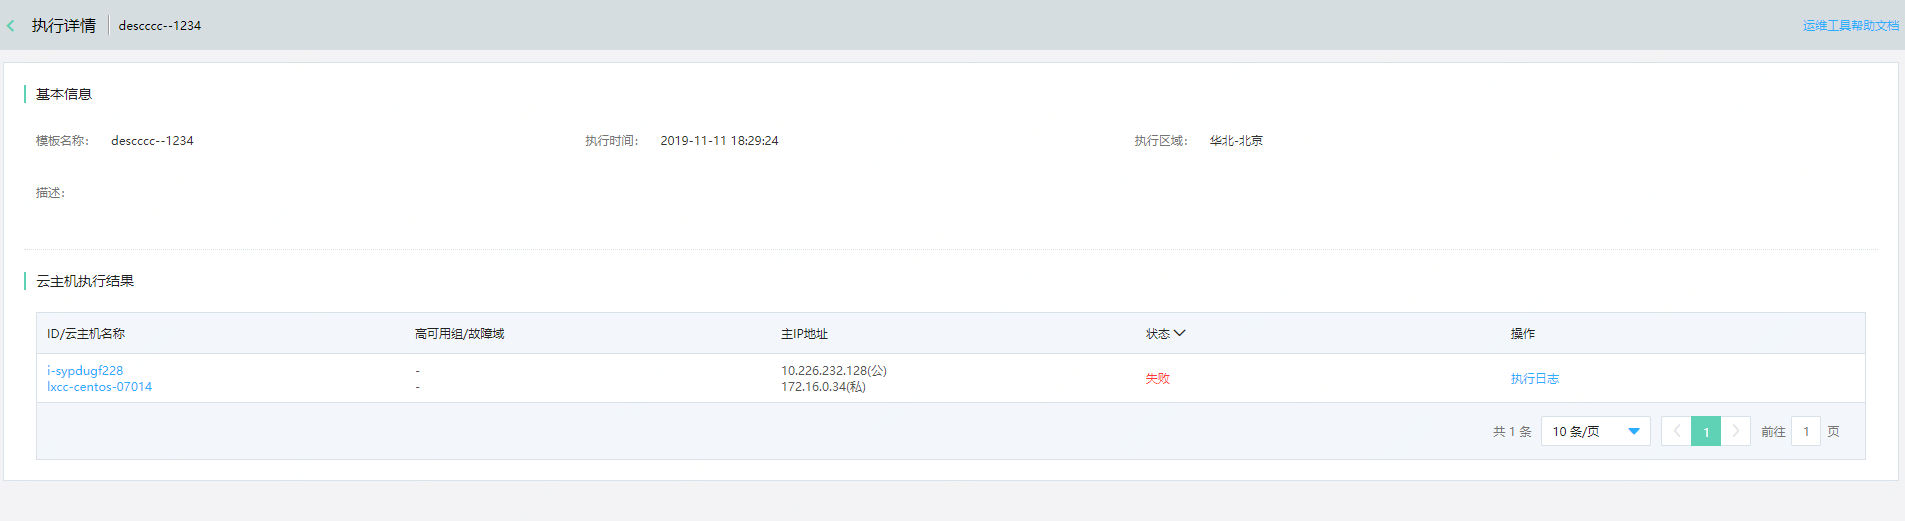 执行详情 descccc--1234 运维工具帮助文档
基本信息
模板名称: descccc--1234 执行时间: 2019-11-11 18:29:24 执行区域: 华北-北京
描述:
云主机执行结果
ID/云主机名称 高可用组/故障域 主IP地址 状态 操作
i-sypdugf228 - 10.226.232.128(公)
lxcc-centos-07014 - 172.16.0.34(私)
失败 执行日志
共 1 条 10 条/页 1 前往 1 页